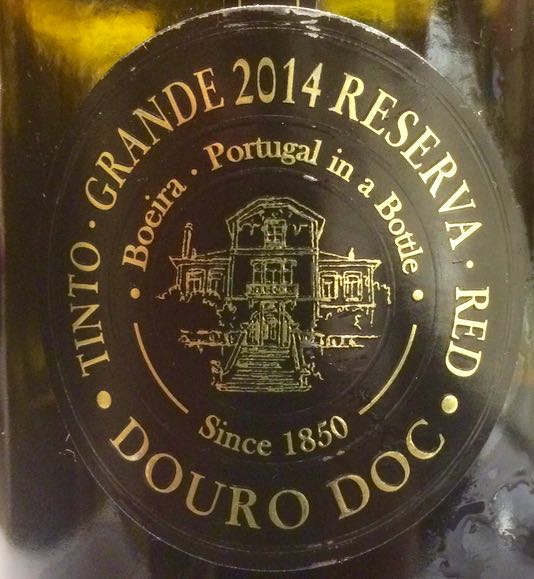 TINTO · GRANDE 2014 RESERVA · RED
• DOURO DOC •
• Boeira · Portugal in a Bottle •
Since 1850